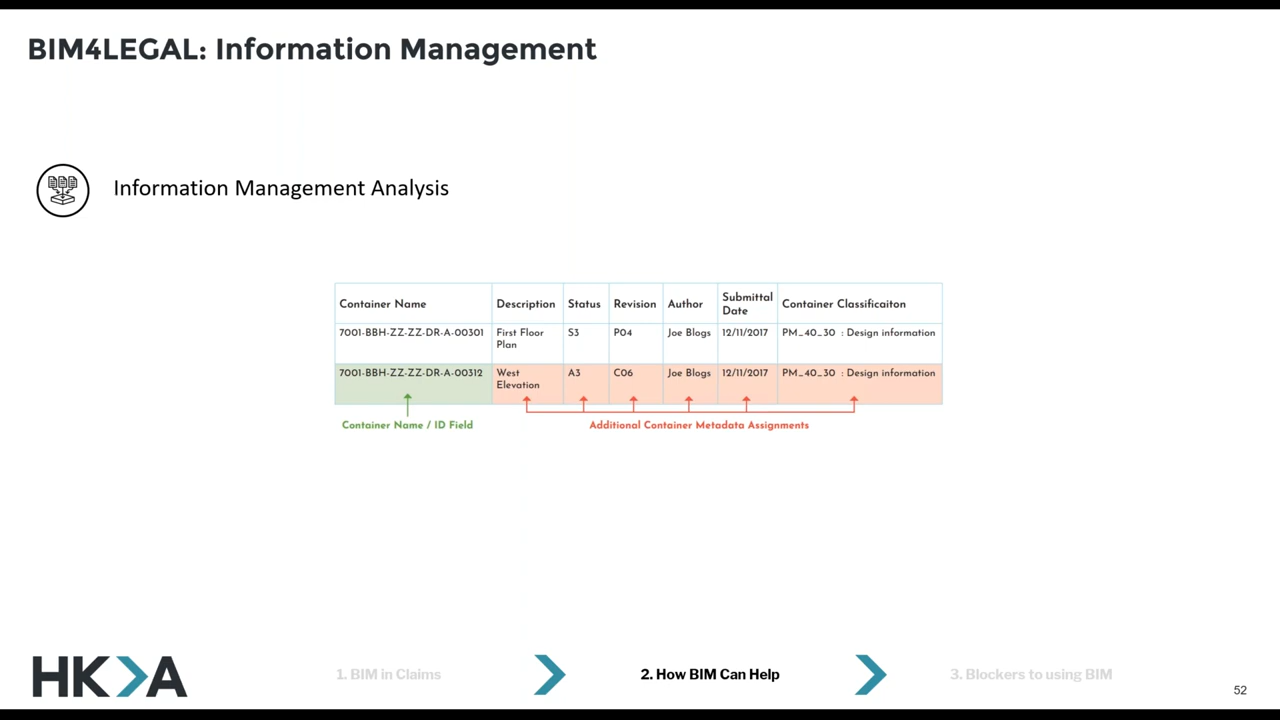 BIM4LEGAL: Information Management
Information Management Analysis
Container Name Description Status Revision Author Submittal Date Container Classificaiton
7001-BBH-ZZ-ZZ-DR-A-00301 First Floor Plan S3 P04 Joe Blogs 12/11/2017 PM_40_30 : Design information
7001-BBH-ZZ-ZZ-DR-A-00312 West Elevation A3 C06 Joe Blogs 12/11/2017 PM_40_30 : Design information
Container Name / ID Field Additional Container Metadata Assignments
HKA 1. BIM in Claims 2. How BIM Can Help 3. Blockers to using BIM
52